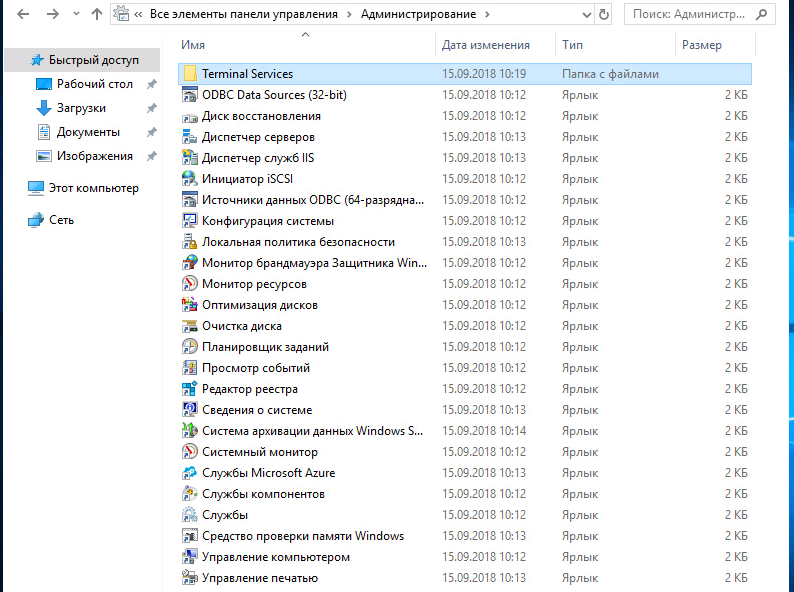 « Все элементы панели управления › Администрирование ›
Поиск: Администр...
Имя Дата изменения Тип Размер
Быстрый доступ
Рабочий стол
Загрузки
Документы
Изображения
Этот компьютер
Сеть
Terminal Services 15.09.2018 10:19 Папка с файлами
ODBC Data Sources (32-bit) 15.09.2018 10:12 Ярлык 2 КБ
Диск восстановления 15.09.2018 10:12 Ярлык 2 КБ
Диспетчер серверов 15.09.2018 10:13 Ярлык 2 КБ
Диспетчер служб IIS 15.09.2018 10:13 Ярлык 2 КБ
Инициатор iSCSI 15.09.2018 10:12 Ярлык 2 КБ
Источники данных ODBC (64-разрядна... 15.09.2018 10:12 Ярлык 2 КБ
Конфигурация системы 15.09.2018 10:12 Ярлык 2 КБ
Локальная политика безопасности 15.09.2018 10:13 Ярлык 2 КБ
Монитор брандмауэра Защитника Win... 15.09.2018 10:12 Ярлык 2 КБ
Монитор ресурсов 15.09.2018 10:12 Ярлык 2 КБ
Оптимизация дисков 15.09.2018 10:12 Ярлык 2 КБ
Очистка диска 15.09.2018 10:12 Ярлык 2 КБ
Планировщик заданий 15.09.2018 10:12 Ярлык 2 КБ
Просмотр событий 15.09.2018 10:12 Ярлык 2 КБ
Редактор реестра 15.09.2018 10:12 Ярлык 2 КБ
Сведения о системе 15.09.2018 10:13 Ярлык 2 КБ
Система архивации данных Windows S... 15.09.2018 10:14 Ярлык 2 КБ
Системный монитор 15.09.2018 10:12 Ярлык 2 КБ
Службы Microsoft Azure 15.09.2018 10:13 Ярлык 2 КБ
Службы компонентов 15.09.2018 10:12 Ярлык 2 КБ
Службы 15.09.2018 10:12 Ярлык 2 КБ
Средство проверки памяти Windows 15.09.2018 10:13 Ярлык 2 КБ
Управление компьютером 15.09.2018 10:12 Ярлык 2 КБ
Управление печатью 15.09.2018 10:13 Ярлык 2 КБ